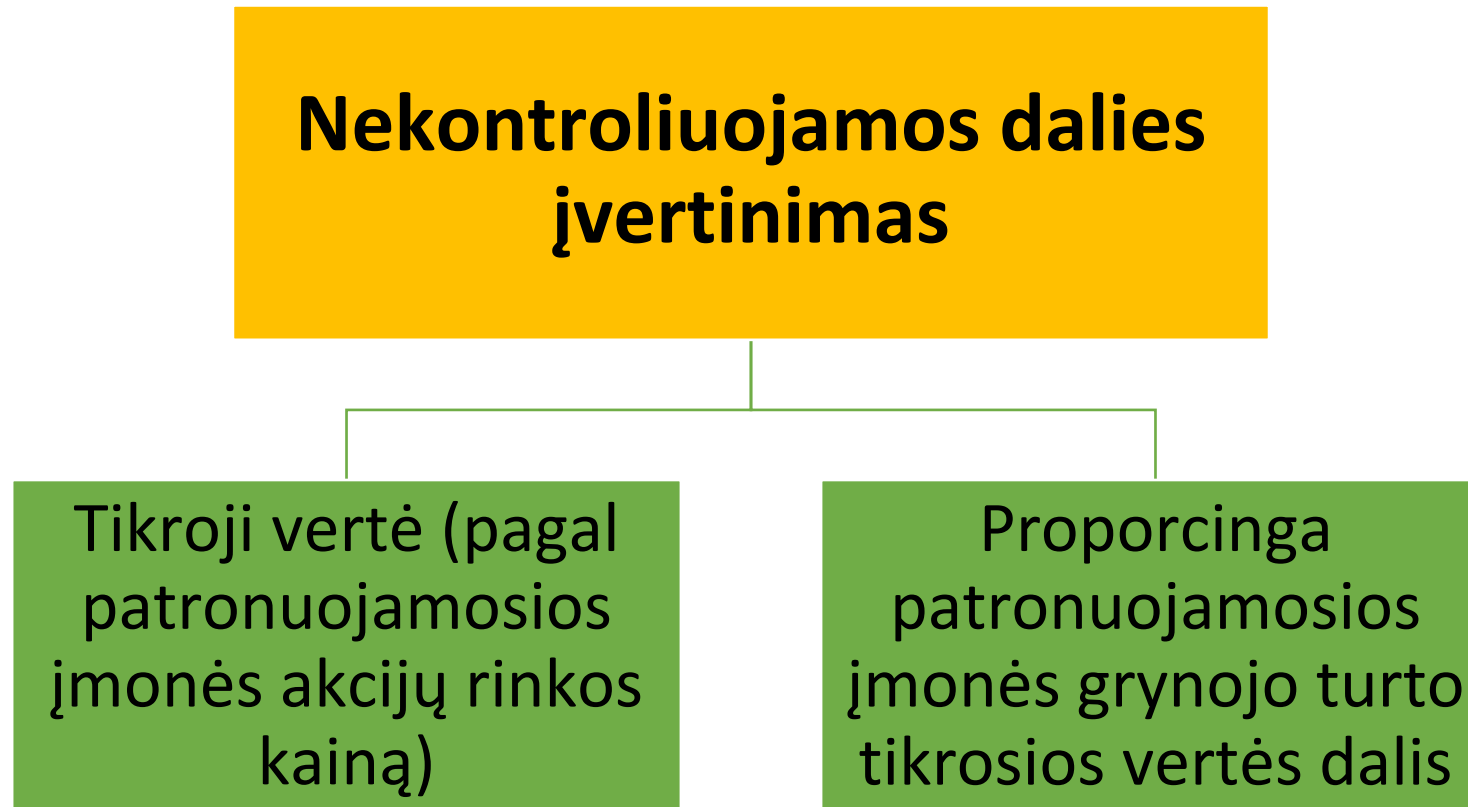 Nekontroliuojamos dalies
įvertinimas
Tikroji vertė (pagal
patronuojamosios
įmonės akcijų rinkos
kainą)
Proporcinga
patronuojamosios
įmonės grynojo turto
tikrosios vertės dalis